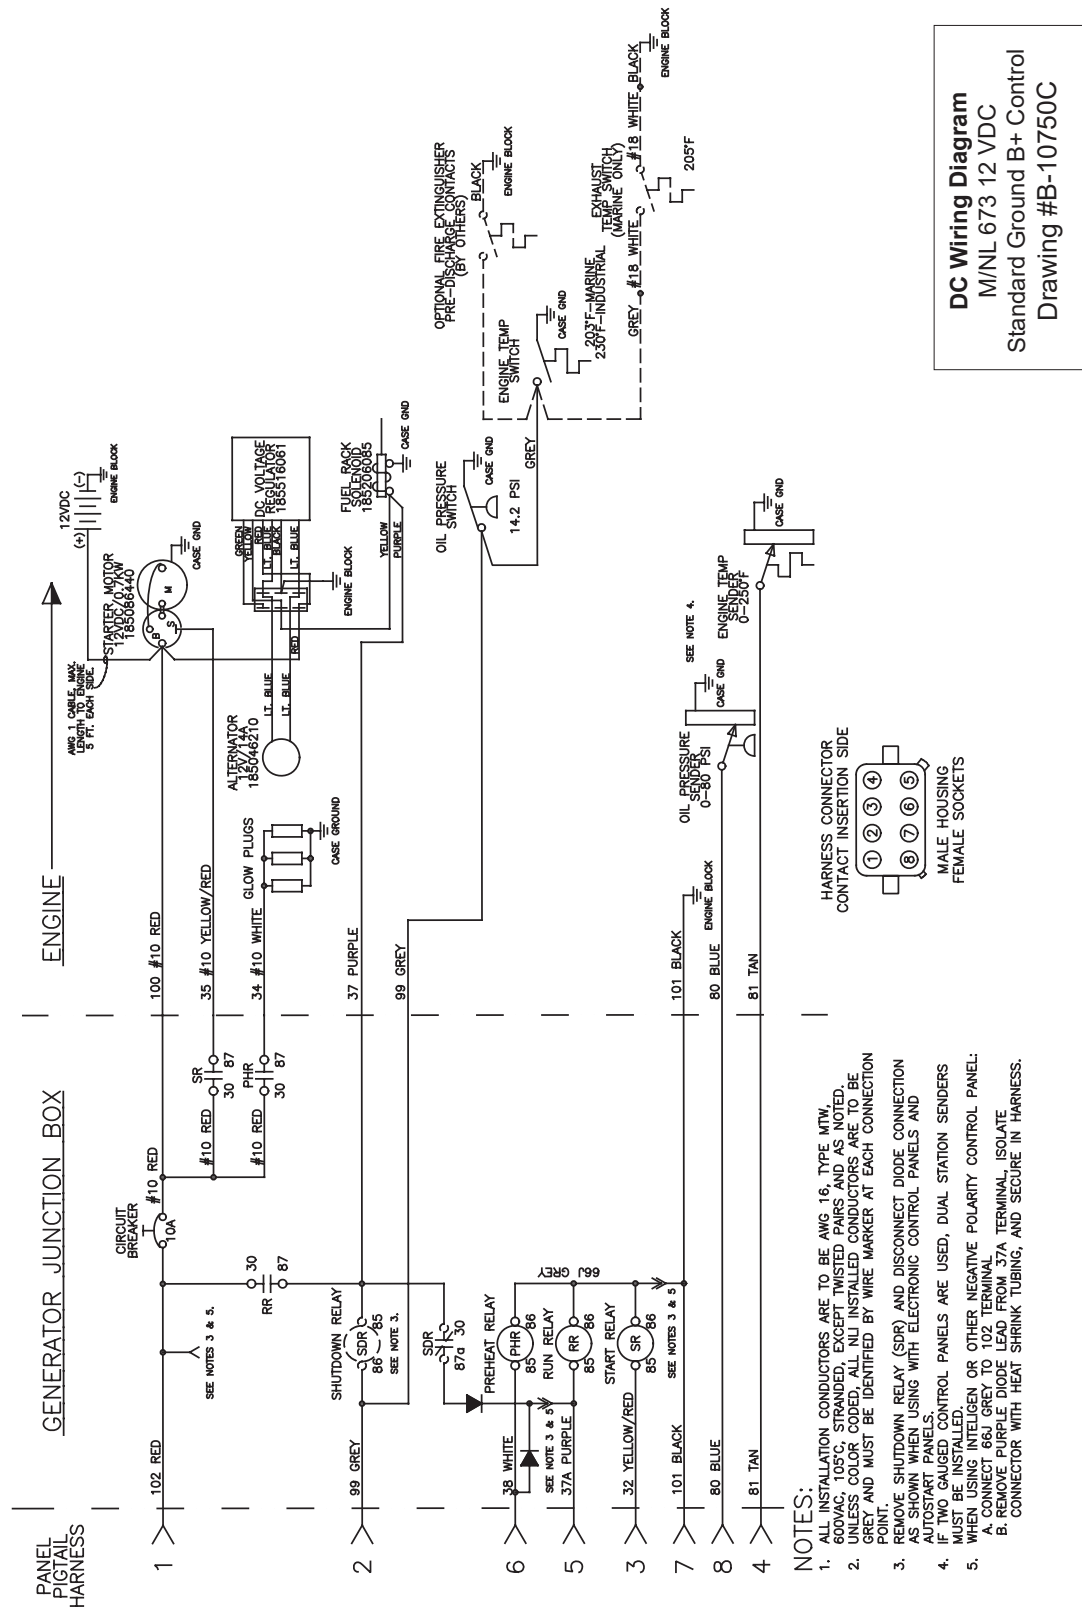 PANEL
PIGTAIL
HARNESS
GENERATOR JUNCTION BOX
ENGINE
1
102 RED
SEE NOTES 3 & 5.
CIRCUIT
BREAKER
10A
#10 RED
100 #10 RED
AWG 1 CABLE, MAX.
LENGTH TO ENGINE
5 FT. EACH SIDE.
STARTER MOTOR
12VDC/0.7KW
185086440
B
S
M
CASE GND
12VDC
(+)
(-)
ENGINE BLOCK
30
RR
87
#10 RED
SR
30
87
35 #10 YELLOW/RED
#10 RED
PHR
30
87
34 #10 WHITE
GLOW PLUGS
CASE GROUND
ALTERNATOR
12V/14A
185046210
LT. BLUE
LT. BLUE
RED
GREEN
YELLOW
RED
LT. BLUE
BLACK
LT. BLUE
DC VOLTAGE
REGULATOR
185516061
ENGINE BLOCK
FUEL RACK
SOLENOID
185206085
YELLOW
PURPLE
CASE GND
2
99 GREY
SHUTDOWN RELAY
SDR
86
85
SEE NOTE 3.
37 PURPLE
99 GREY
SDR
87a
30
OIL PRESSURE
SWITCH
14.2 PSI
CASE GND
GREY
ENGINE TEMP
SWITCH
CASE GND
203°F-MARINE
230°F-INDUSTRIAL
OPTIONAL FIRE EXTINGUISHER
PRE-DISCHARGE CONTACTS
(BY OTHERS)
BLACK
ENGINE BLOCK
EXHAUST
TEMP SWITCH
(MARINE ONLY)
GREY
#18 WHITE
#18 WHITE
BLACK
205°F
ENGINE BLOCK
6
38 WHITE
PREHEAT RELAY
PHR
85
86
SEE NOTE 3 & 5
5
37A PURPLE
RUN RELAY
RR
85
86
66J GREY
3
32 YELLOW/RED
START RELAY
SR
85
86
SEE NOTES 3 & 5
7
101 BLACK
101 BLACK
ENGINE BLOCK
8
80 BLUE
80 BLUE
OIL PRESSURE
SENDER
0-80 PSI
CASE GND
SEE NOTE 4.
4
81 TAN
81 TAN
ENGINE TEMP
SENDER
0-250°F
CASE GND
HARNESS CONNECTOR
CONTACT INSERTION SIDE
1 2 3 4
8 7 6 5
MALE HOUSING
FEMALE SOCKETS
NOTES:
1. ALL INSTALLATION CONDUCTORS ARE TO BE AWG 16, TYPE MTW,
600VAC, 105°C, STRANDED, EXCEPT TWISTED PAIRS AND AS NOTED.
2. UNLESS COLOR CODED, ALL NLI INSTALLED CONDUCTORS ARE TO BE
GREY AND MUST BE IDENTIFIED BY WIRE MARKER AT EACH CONNECTION
POINT.
3. REMOVE SHUTDOWN RELAY (SDR) AND DISCONNECT DIODE CONNECTION
AS SHOWN WHEN USING WITH ELECTRONIC CONTROL PANELS AND
AUTOSTART PANELS.
4. IF TWO GAUGED CONTROL PANELS ARE USED, DUAL STATION SENDERS
MUST BE INSTALLED.
5. WHEN USING INTELIGEN OR OTHER NEGATIVE POLARITY CONTROL PANEL:
A. CONNECT 66J GREY TO 102 TERMINAL
B. REMOVE PURPLE DIODE LEAD FROM 37A TERMINAL, ISOLATE
CONNECTOR WITH HEAT SHRINK TUBING, AND SECURE IN HARNESS.
DC Wiring Diagram
M/NL 673 12 VDC
Standard Ground B+ Control
Drawing #B-10750C